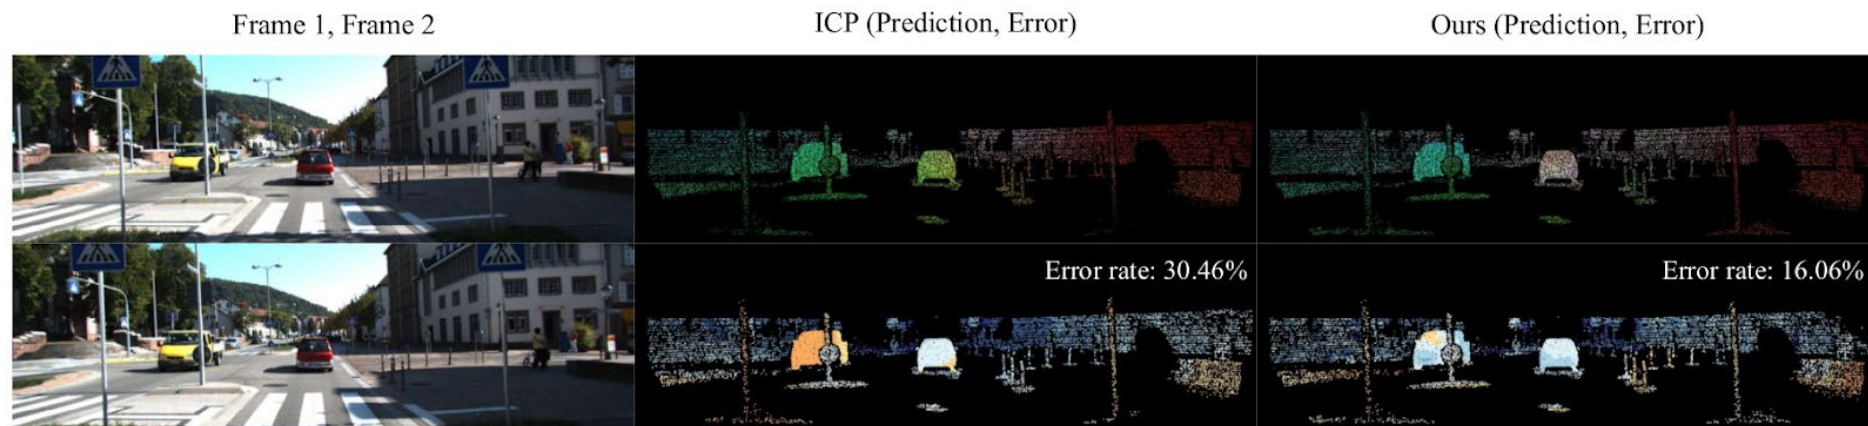 Frame 1, Frame 2
ICP (Prediction, Error)
Ours (Prediction, Error)
Error rate: 30.46%
Error rate: 16.06%